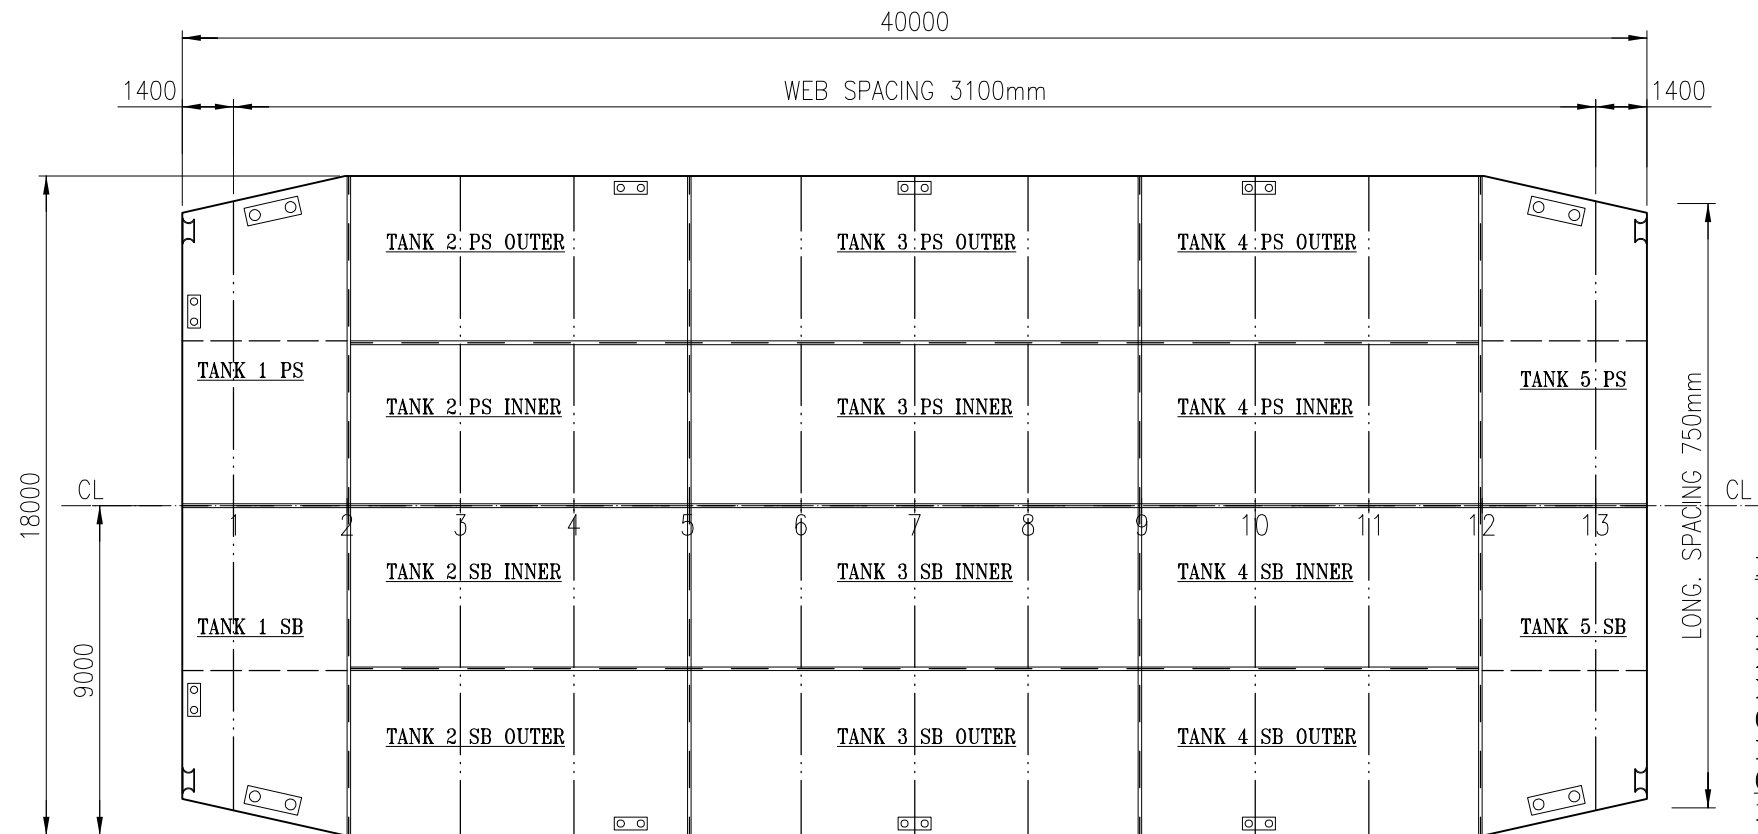 40000
1400 WEB SPACING 3100mm 1400
TANK 2 PS OUTER TANK 3 PS OUTER TANK 4 PS OUTER
TANK 1 PS TANK 5 PS
TANK 2 PS INNER TANK 3 PS INNER TANK 4 PS INNER
18000
CL CL
LONG. SPACING 750mm
1 2 3 4 5 6 7 8 9 10 11 12 13
TANK 2 SB INNER TANK 3 SB INNER TANK 4 SB INNER
TANK 1 SB TANK 5 SB
9000
TANK 2 SB OUTER TANK 3 SB OUTER TANK 4 SB OUTER